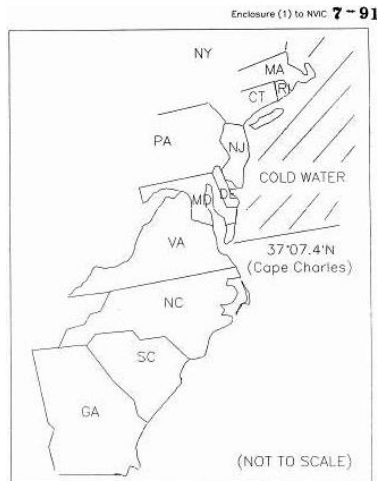 Enclosure (1) to NVIC 7-91
NY
MA
CT RI
PA
NJ
COLD WATER
MD DE
VA
37°07.4'N
(Cape Charles)
NC
SC
GA
(NOT TO SCALE)